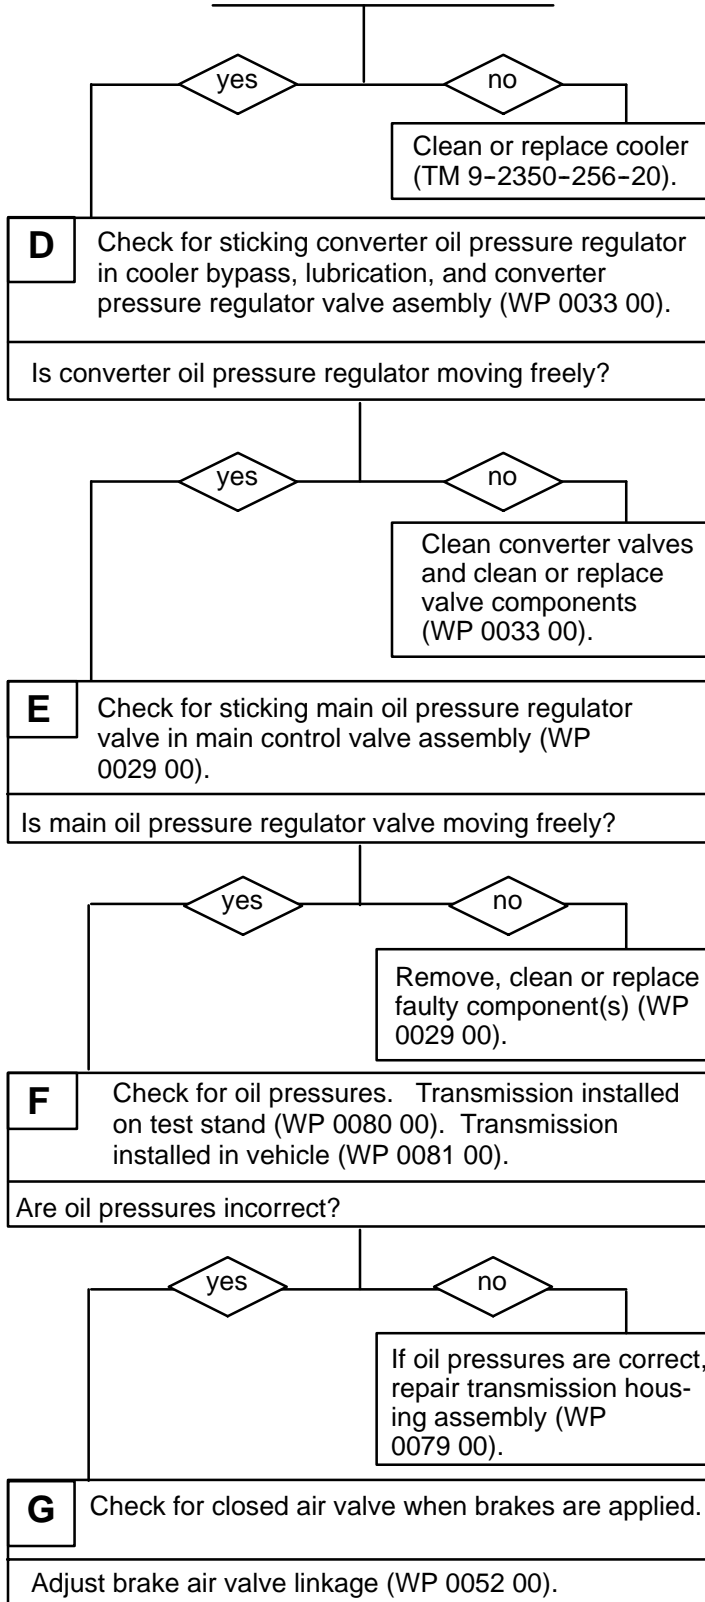 yes
no
Clean or replace cooler
(TM 9-2350-256-20).
D
Check for sticking converter oil pressure regulator
in cooler bypass, lubrication, and converter
pressure regulator valve asembly (WP 0033 00).
Is converter oil pressure regulator moving freely?
yes
no
Clean converter valves
and clean or replace
valve components
(WP 0033 00).
E
Check for sticking main oil pressure regulator
valve in main control valve assembly (WP
0029 00).
Is main oil pressure regulator valve moving freely?
yes
no
Remove, clean or replace
faulty component(s) (WP
0029 00).
F
Check for oil pressures. Transmission installed
on test stand (WP 0080 00). Transmission
installed in vehicle (WP 0081 00).
Are oil pressures incorrect?
yes
no
If oil pressures are correct,
repair transmission hous-
ing assembly (WP
0079 00).
G
Check for closed air valve when brakes are applied.
Adjust brake air valve linkage (WP 0052 00).